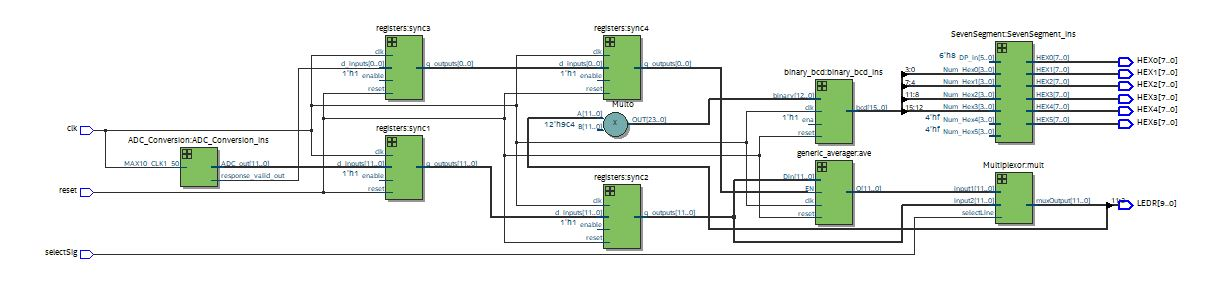 registers:sync3
clk
d_inputs[0..0]
q_outputs[0..0]
1'h1
enable
reset
registers:sync4
clk
d_inputs[0..0]
q_outputs[0..0]
1'h1
enable
reset
SevenSegment:SevenSegment_ins
6'h8
DP_in[5..0]
HEX0[7..0]
HEX0[7..0]
3:0
Num_Hex0[3..0]
HEX1[7..0]
HEX1[7..0]
7:4
Num_Hex1[3..0]
HEX2[7..0]
HEX2[7..0]
11:8
Num_Hex2[3..0]
HEX3[7..0]
HEX3[7..0]
15:12
Num_Hex3[3..0]
HEX4[7..0]
HEX4[7..0]
4'hf
Num_Hex4[3..0]
HEX5[7..0]
HEX5[7..0]
4'hf
Num_Hex5[3..0]
binary_bcd:binary_bcd_ins
binary[12..0]
clk
bcd[15..0]
1'h1
ena
reset
Mult0
A[11..0]
12'h9C4
B[11..0]
×
OUT[23..0]
clk
ADC_Conversion:ADC_Conversion_ins
MAX10_CLK1_50
ADC_out[11..0]
response_valid_out
registers:sync1
clk
d_inputs[11..0]
q_outputs[11..0]
1'h1
enable
reset
reset
registers:sync2
clk
d_inputs[11..0]
q_outputs[11..0]
1'h1
enable
reset
generic_averager:ave
Din[11..0]
EN
Q[11..0]
clk
reset
Multiplexor:mult
input1[11..0]
input2[11..0]
muxOutput[11..0]
selectLine
LEDR[9..0]
selectSig